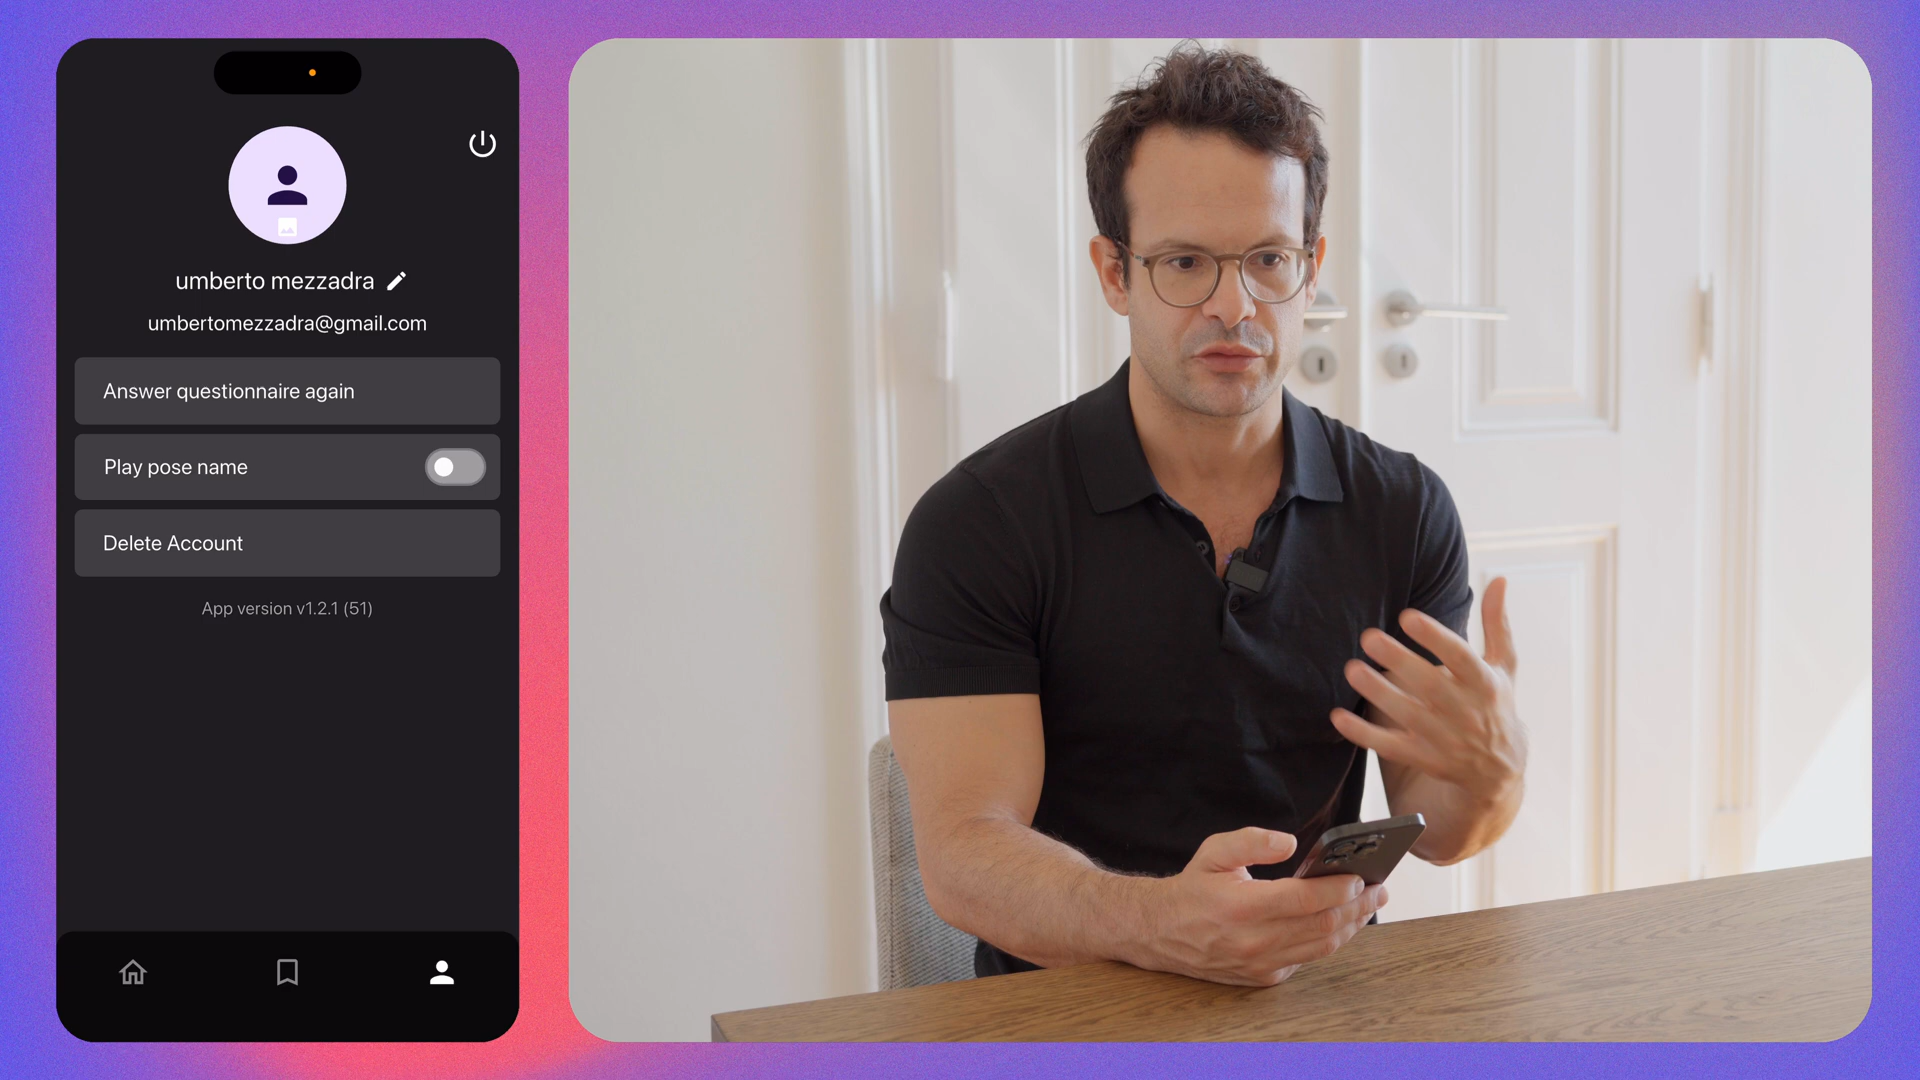 umberto mezzadra
umbertomezzadra@gmail.com
Answer questionnaire again
Play pose name
Delete Account
App version v1.2.1 (51)